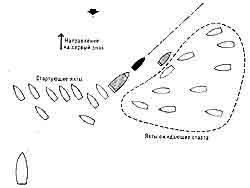 Направление
на первый знак
Стартующие яхты
Яхты ожидающие старта